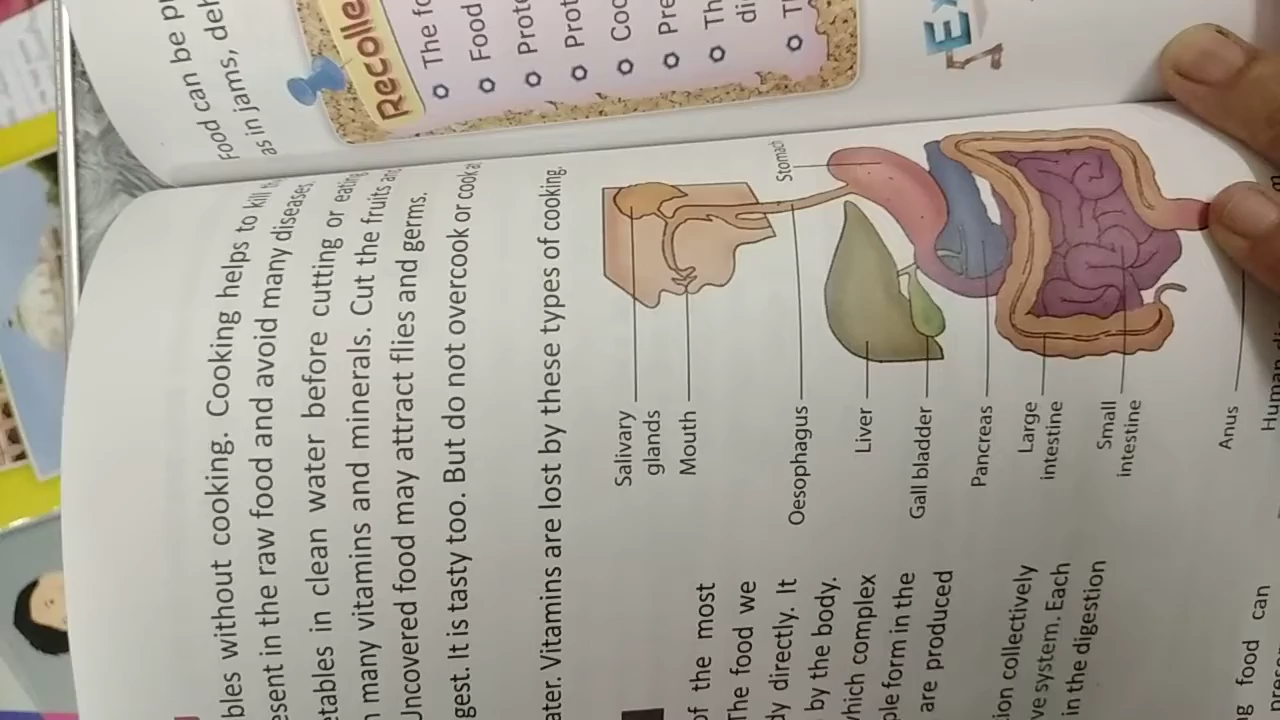 bles without cooking. Cooking helps to kill
esent in the raw food and avoid many diseases
etables in clean water before cutting or eating
many vitamins and minerals. Cut the fruits and
Uncovered food may attract flies and germs.
gest. It is tasty too. But do not overcook or cook a
ater. Vitamins are lost by these types of cooking.
of the most
The food we
dy directly. It
by the body.
which complex
ple form in the
are produced
ion collectively
ve system. Each
in the digestion
g food can
Salivary
glands
Mouth
Oesophagus
Stomach
Liver
Gall bladder
Pancreas
Large
intestine
Small
intestine
Anus
Human
Food can be
as in jams,
Recolle
The fo
Food
Prote
Prot
Coo
Pre
Th
di
T
Ex